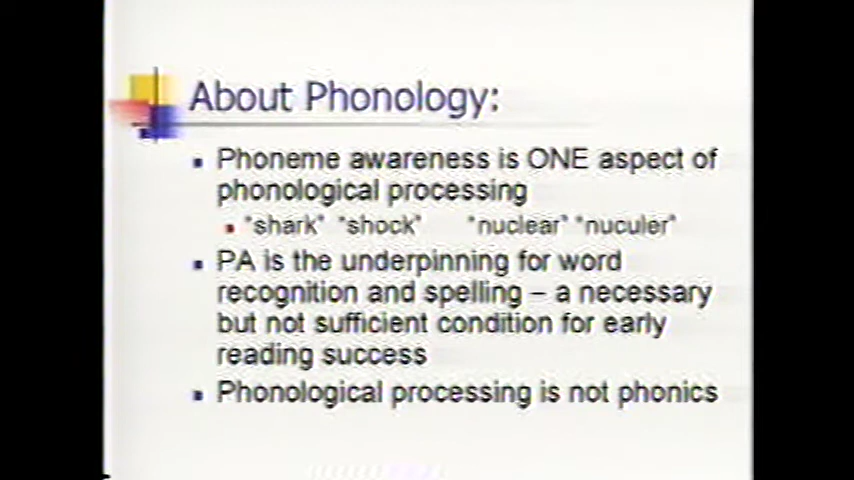 About Phonology:
Phoneme awareness is ONE aspect of
phonological processing
"shark" "shock" "nuclear" "nuculer"
PA is the underpinning for word
recognition and spelling – a necessary
but not sufficient condition for early
reading success
Phonological processing is not phonics